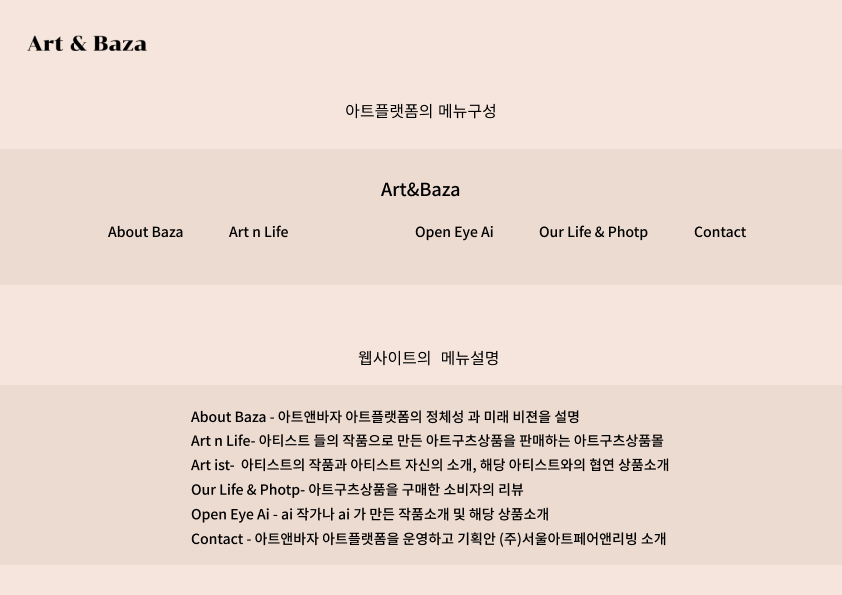 Art & Baza
아트플랫폼의 메뉴구성
Art&Baza
About Baza Art n Life Open Eye Ai Our Life & Photp Contact
웹사이트의 메뉴설명
About Baza - 아트앤바자 아트플랫폼의 정체성 과 미래 비젼을 설명
Art n Life- 아티스트 들의 작품으로 만든 아트구츠상품을 판매하는 아트구츠상품몰
Art ist- 아티스트의 작품과 아티스트 자신의 소개, 해당 아티스트와의 협연 상품소개
Our Life & Photp- 아트구츠상품을 구매한 소비자의 리뷰
Open Eye Ai - ai 작가나 ai 가 만든 작품소개 및 해당 상품소개
Contact - 아트앤바자 아트플랫폼을 운영하고 기획안 (주)서울아트페어앤리빙 소개